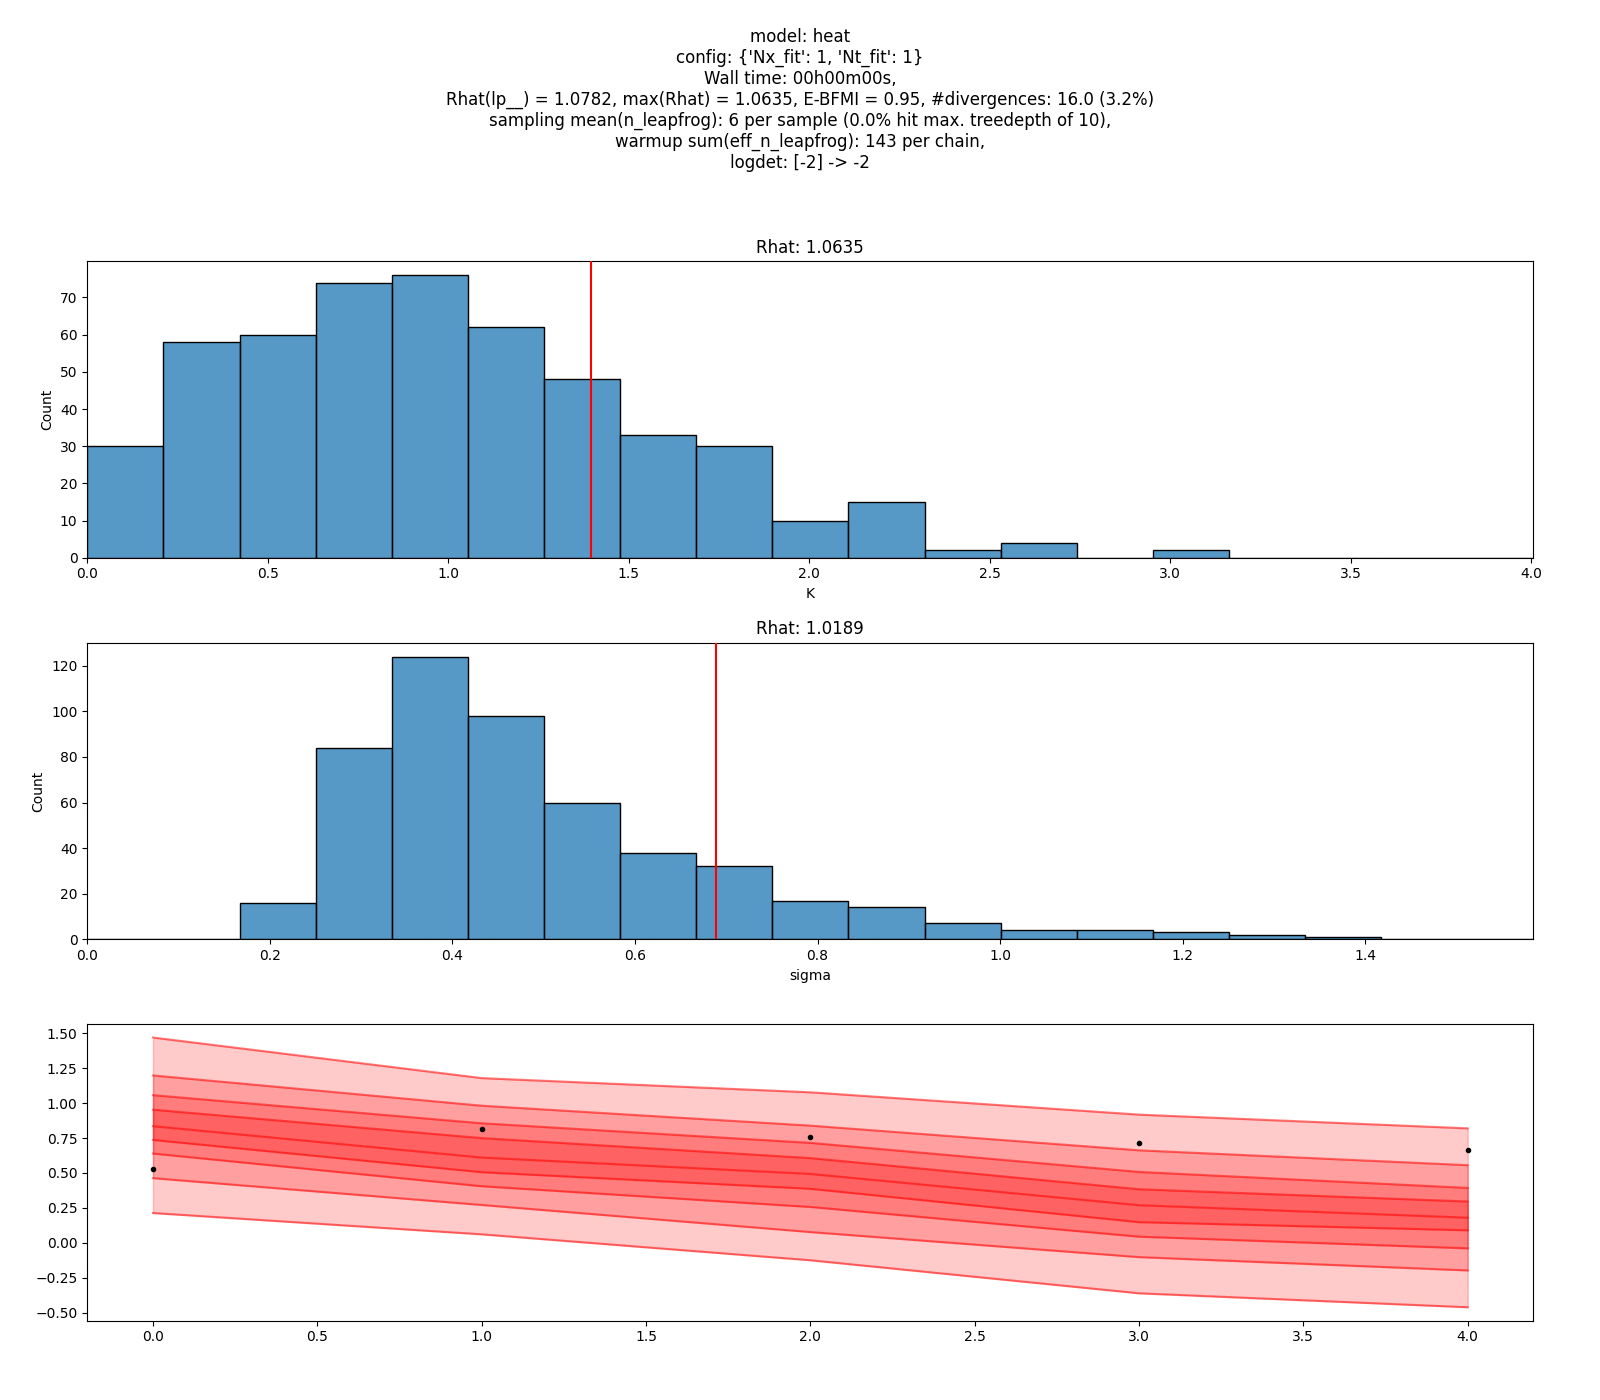 model: heat
config: {'Nx_fit': 1, 'Nt_fit': 1}
Wall time: 00h00m00s,
Rhat(lp__) = 1.0782, max(Rhat) = 1.0635, E-BFMI = 0.95, #divergences: 16.0 (3.2%)
sampling mean(n_leapfrog): 6 per sample (0.0% hit max. treedepth of 10),
warmup sum(eff_n_leapfrog): 143 per chain,
logdet: [-2] -> -2
Rhat: 1.0635
70
60
50
40
30
20
10
0
Count
0.0 0.5 1.0 1.5 2.0 2.5 3.0 3.5 4.0
K
Rhat: 1.0189
120
100
80
60
40
20
0
Count
0.0 0.2 0.4 0.6 0.8 1.0 1.2 1.4
sigma
1.50
1.25
1.00
0.75
0.50
0.25
0.00
−0.25
−0.50
0.0 0.5 1.0 1.5 2.0 2.5 3.0 3.5 4.0